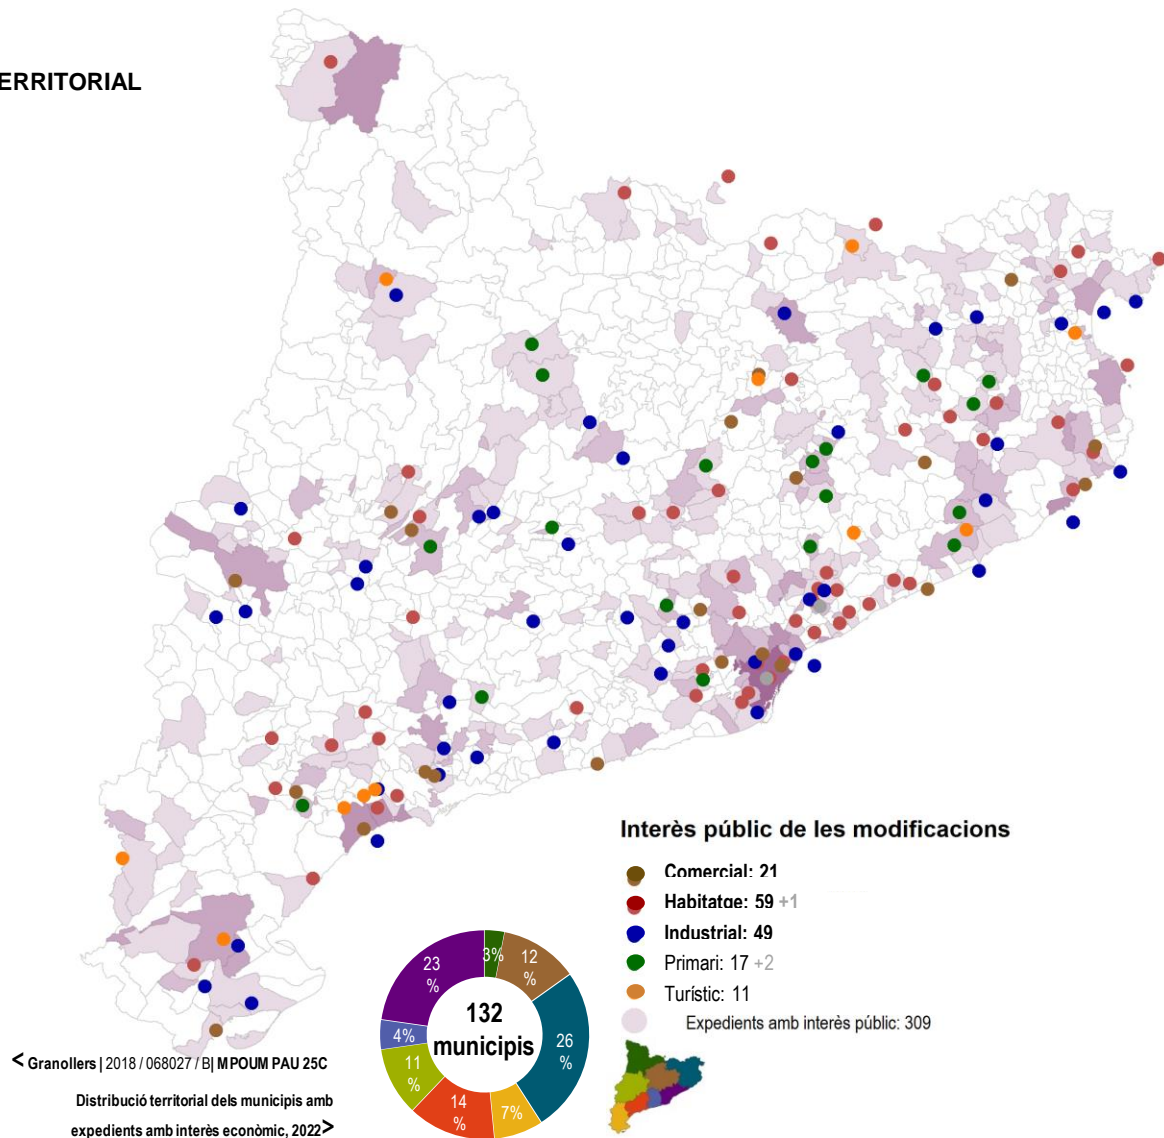 ERRITORIAL
Interès públic de les modificacions
Comercial: 21
Habitatge: 59 +1
Industrial: 49
Primari: 17 +2
Turístic: 11
Expedients amb interès públic: 309
3%
12
%
26
%
7%
14
%
11
%
4%
23
%
132
municipis
< Granollers | 2018 / 068027 / B| MPOUM PAU 25C
Distribució territorial dels municipis amb
expedients amb interès econòmic, 2022>